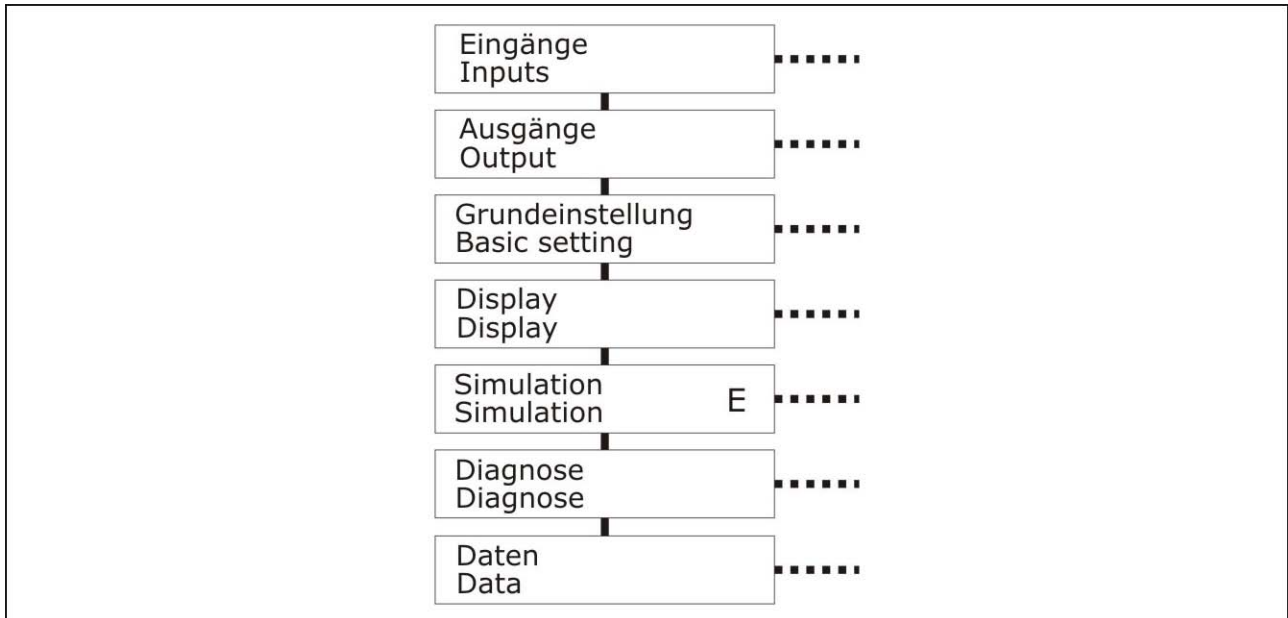 Eingänge
Inputs
Ausgänge
Output
Grundeinstellung
Basic setting
Display
Display
Simulation
Simulation
E
Diagnose
Diagnose
Daten
Data